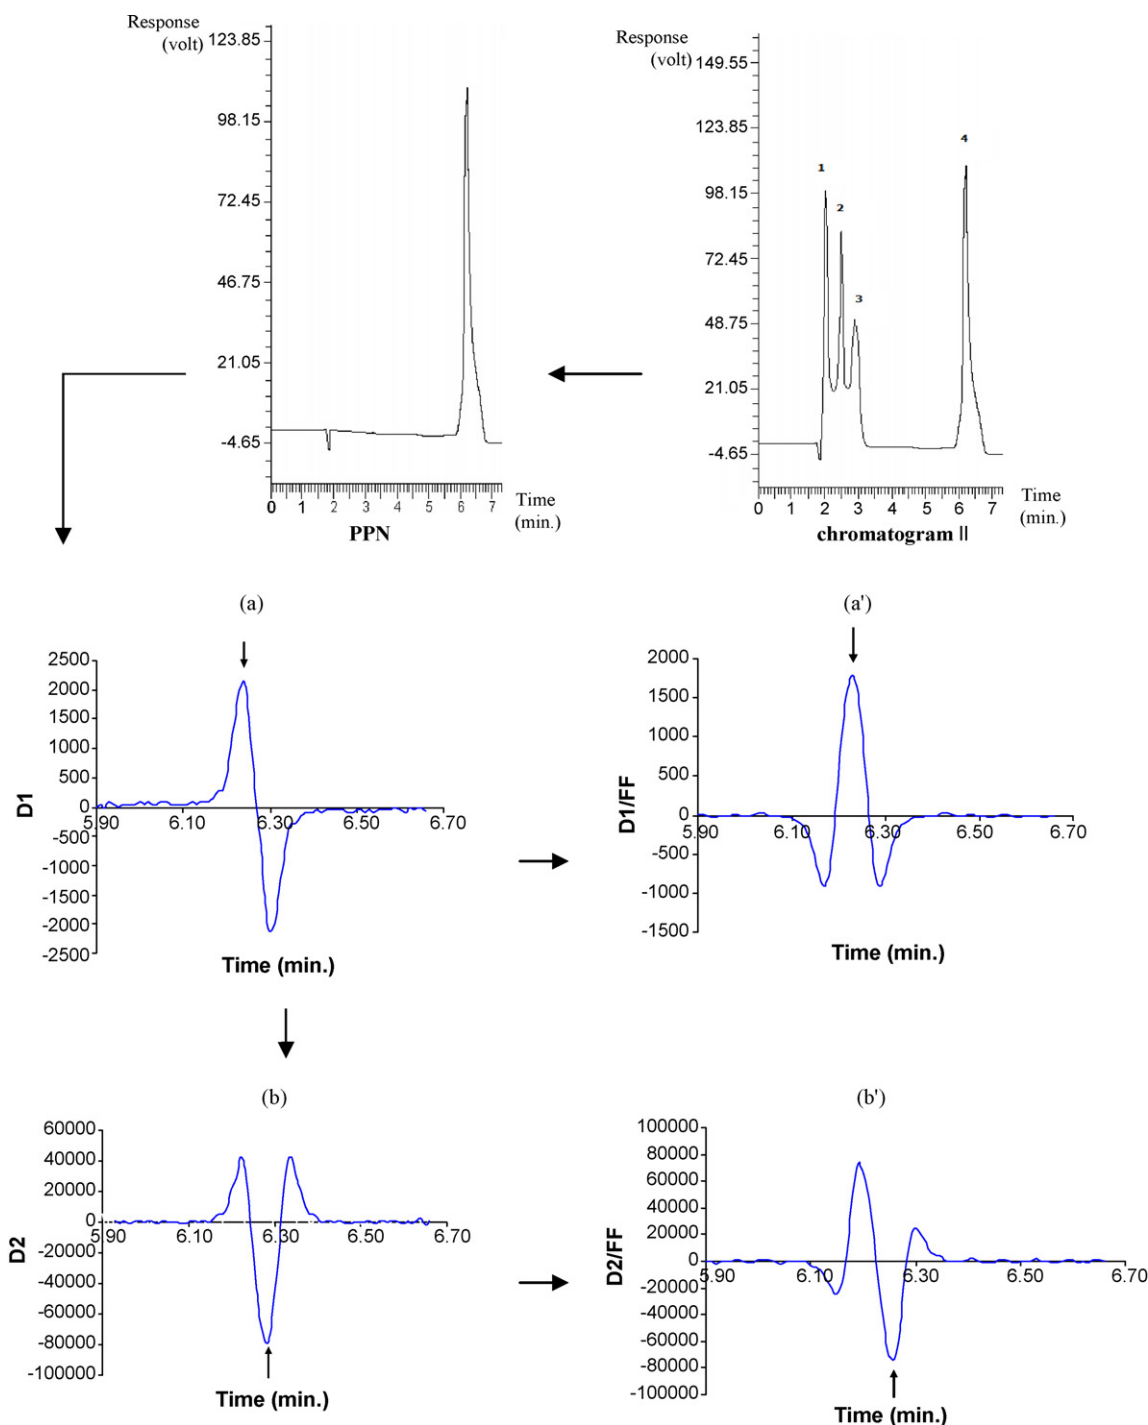 Response
(volt)
123.85
98.15
72.45
46.75
21.05
-4.65
0 1 2 3 4 5 6 7
Time
(min.)
PPN
Response
(volt)
149.55
123.85
98.15
72.45
48.75
21.05
-4.65
1
2
3
4
0 1 2 3 4 5 6 7
Time
(min.)
chromatogram II
(a)
D1
2500
2000
1500
1000
500
0
-500
-1000
-1500
-2000
-2500
5.90 6.10 6.30 6.50 6.70
Time (min.)
(a')
D1/FF
2000
1500
1000
500
0
-500
-1000
-1500
5.90 6.10 6.30 6.50 6.70
Time (min.)
(b)
D2
60000
40000
20000
0
-20000
-40000
-60000
-80000
-100000
5.90 6.10 6.30 6.50 6.70
Time (min.)
(b')
D2/FF
100000
80000
60000
40000
20000
0
-20000
-40000
-60000
-80000
-100000
5.90 6.10 6.30 6.50 6.70
Time (min.)